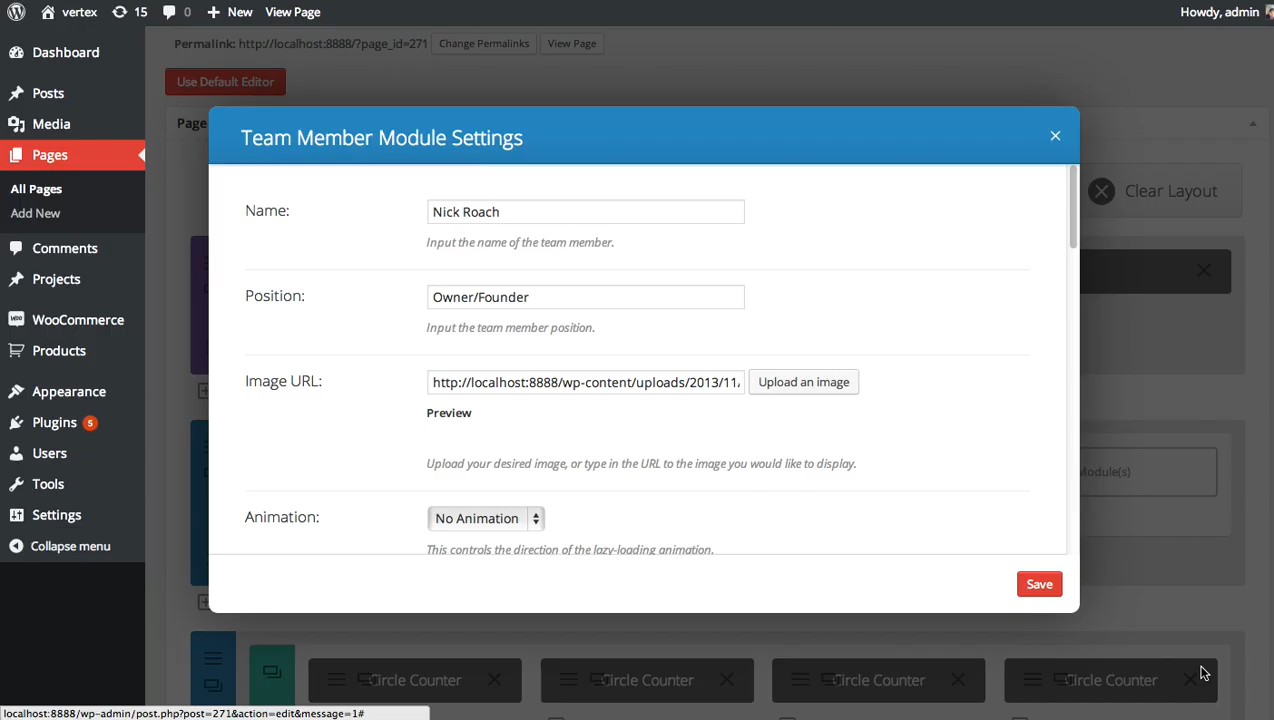 vertex 15 0 New View Page Howdy, admin
Permalink: http://localhost:8888/?page_id=271 Change Permalinks View Page
Use Default Editor
Dashboard
Posts
Media
Pages
All Pages
Add New
Comments
Projects
WooCommerce
Products
Appearance
Plugins 5
Users
Tools
Settings
Collapse menu
Page
Clear Layout
Team Member Module Settings
Name: Nick Roach
Input the name of the team member.
Position: Owner/Founder
Input the team member position.
Image URL: http://localhost:8888/wp-content/uploads/2013/11/ Upload an image
Preview
Upload your desired image, or type in the URL to the image you would like to display.
Animation: No Animation
This controls the direction of the lazy-loading animation.
Save
Module(s)
Circle Counter Circle Counter Circle Counter Circle Counter
localhost:8888/wp-admin/post.php?post=271&action=edit&message=1#